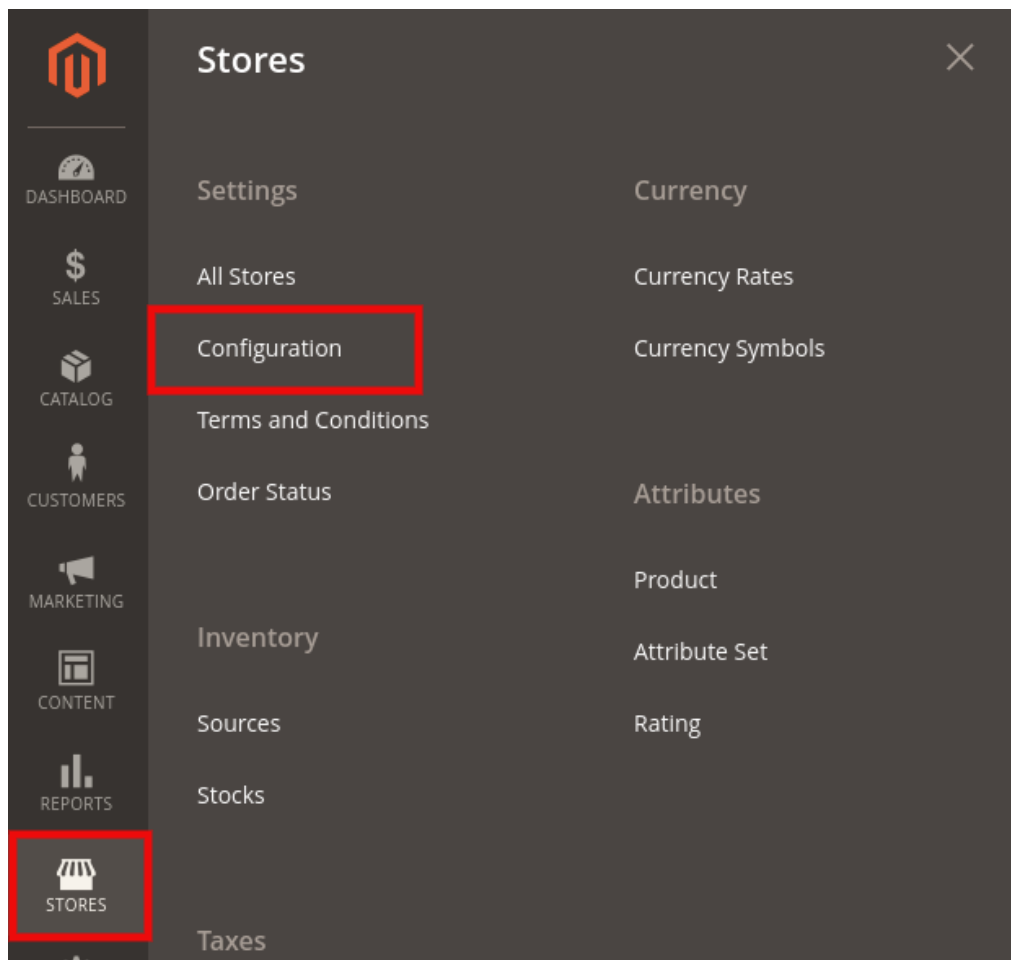 Stores
DASHBOARD
SALES
CATALOG
CUSTOMERS
MARKETING
CONTENT
REPORTS
STORES
Settings
All Stores
Configuration
Terms and Conditions
Order Status
Inventory
Sources
Stocks
Taxes
Currency
Currency Rates
Currency Symbols
Attributes
Product
Attribute Set
Rating